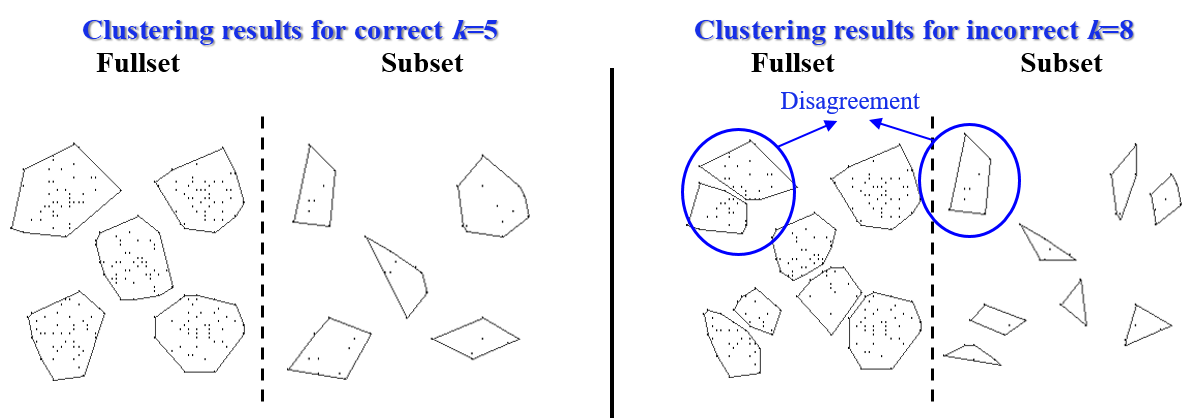 Clustering results for correct k=5
Fullset
Subset
Clustering results for incorrect k=8
Fullset
Subset
Disagreement